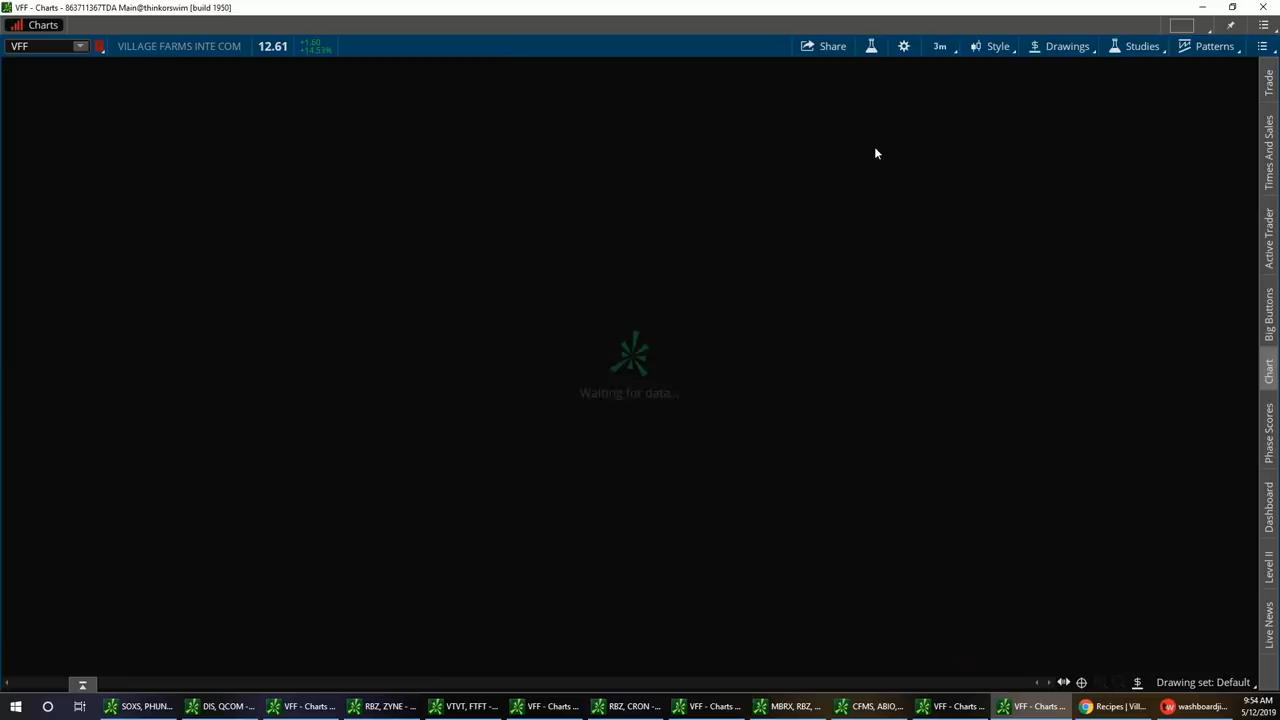 VFF - Charts - 863711367TDA Main@thinkorswim [build 1950]
Charts
VFF VILLAGE FARMS INTE COM 12.61 +1.60 +14.53% Share 3m Style $ Drawings Studies Patterns
Trade
Times And Sales
Active Trader
Big Buttons
Chart
Phase Scores
Dashboard
Level II
Live News
Waiting for data...
$ Drawing set: Default
SOXS, PHUN,... DIS, QCOM -... VFF - Charts ... RBZ, ZYNE -... VTVT, FTFT -... VFF - Charts ... RBZ, CRON -... VFF - Charts ... MBRX, RBZ, ... CFMS, ABIO,... VFF - Charts ... VFF - Charts ... Recipes | Vill... washboardji...
9:54 AM
5/12/2019